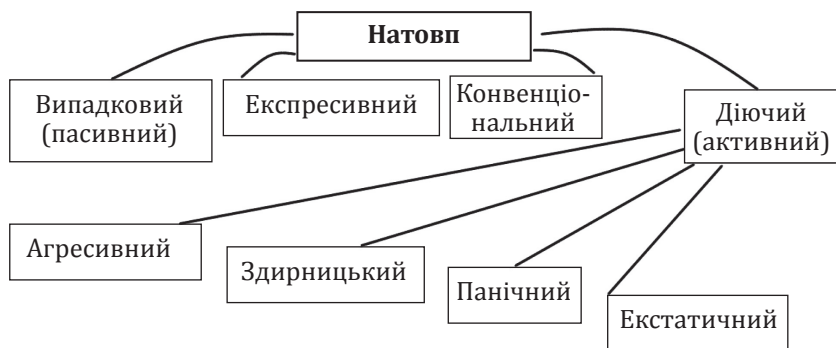 Натовп
Випадковий
(пасивний)
Експресивний
Конвенціо-
нальний
Діючий
(активний)
Агресивний
Здирницький
Панічний
Екстатичний